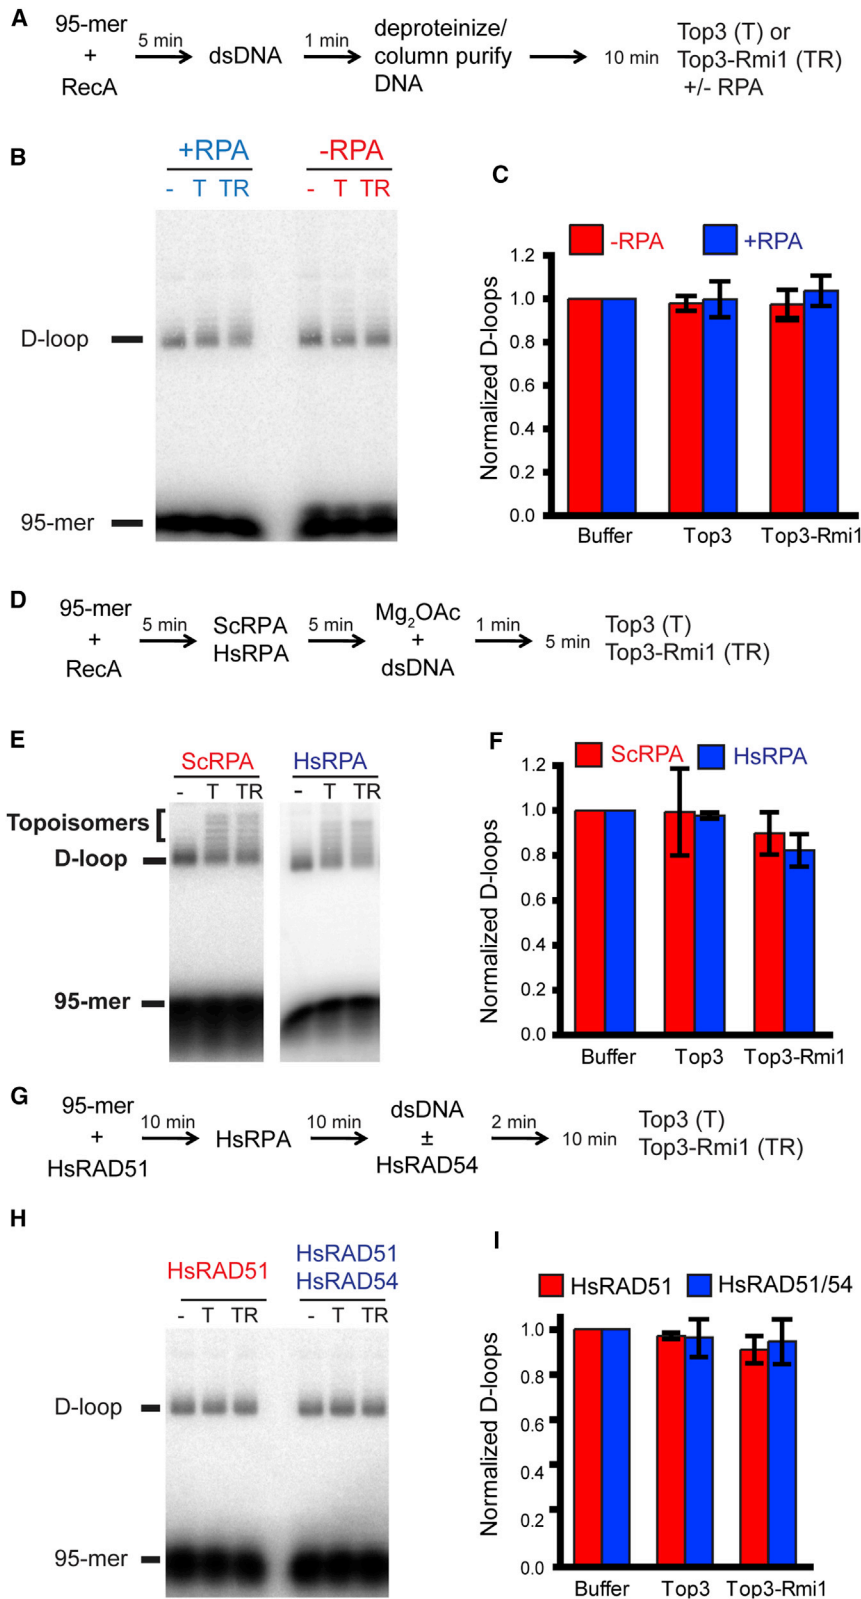 A
95-mer
+
RecA
5 min
dsDNA
1 min
deproteinize/
column purify
DNA
10 min
Top3 (T) or
Top3-Rmi1 (TR)
+/- RPA
B
+RPA
-RPA
- T TR
- T TR
D-loop
95-mer
C
-RPA
+RPA
Normalized D-loops
1.2
1.0
0.8
0.6
0.4
0.2
0.0
Buffer
Top3
Top3-Rmi1
D
95-mer
+
RecA
5 min
ScRPA
HsRPA
5 min
Mg2OAc
+
dsDNA
1 min
5 min
Top3 (T)
Top3-Rmi1 (TR)
E
ScRPA
HsRPA
- T TR
- T TR
Topoisomers
D-loop
95-mer
F
ScRPA
HsRPA
Normalized D-loops
1.2
1.0
0.8
0.6
0.4
0.2
0.0
Buffer
Top3
Top3-Rmi1
G
95-mer
+
HsRAD51
10 min
HsRPA
10 min
dsDNA
±
HsRAD54
2 min
10 min
Top3 (T)
Top3-Rmi1 (TR)
H
HsRAD51
HsRAD51
HsRAD54
- T TR
- T TR
D-loop
95-mer
I
HsRAD51
HsRAD51/54
Normalized D-loops
1.0
0.8
0.6
0.4
0.2
0.0
Buffer
Top3
Top3-Rmi1